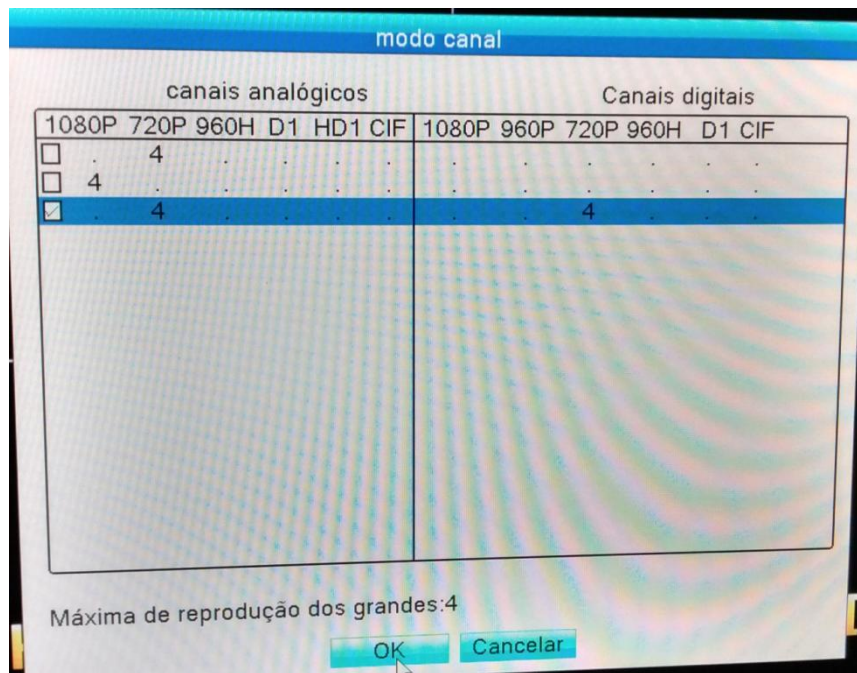 modo canal
canais analógicos Canais digitais
1080P 720P 960H D1 HD1 CIF 1080P 960P 720P 960H D1 CIF
. 4 . . . . . . . . . .
4 . . . . . . . . . . .
. 4 . . . . . . 4 . . .
Máxima de reprodução dos grandes:4
OK Cancelar